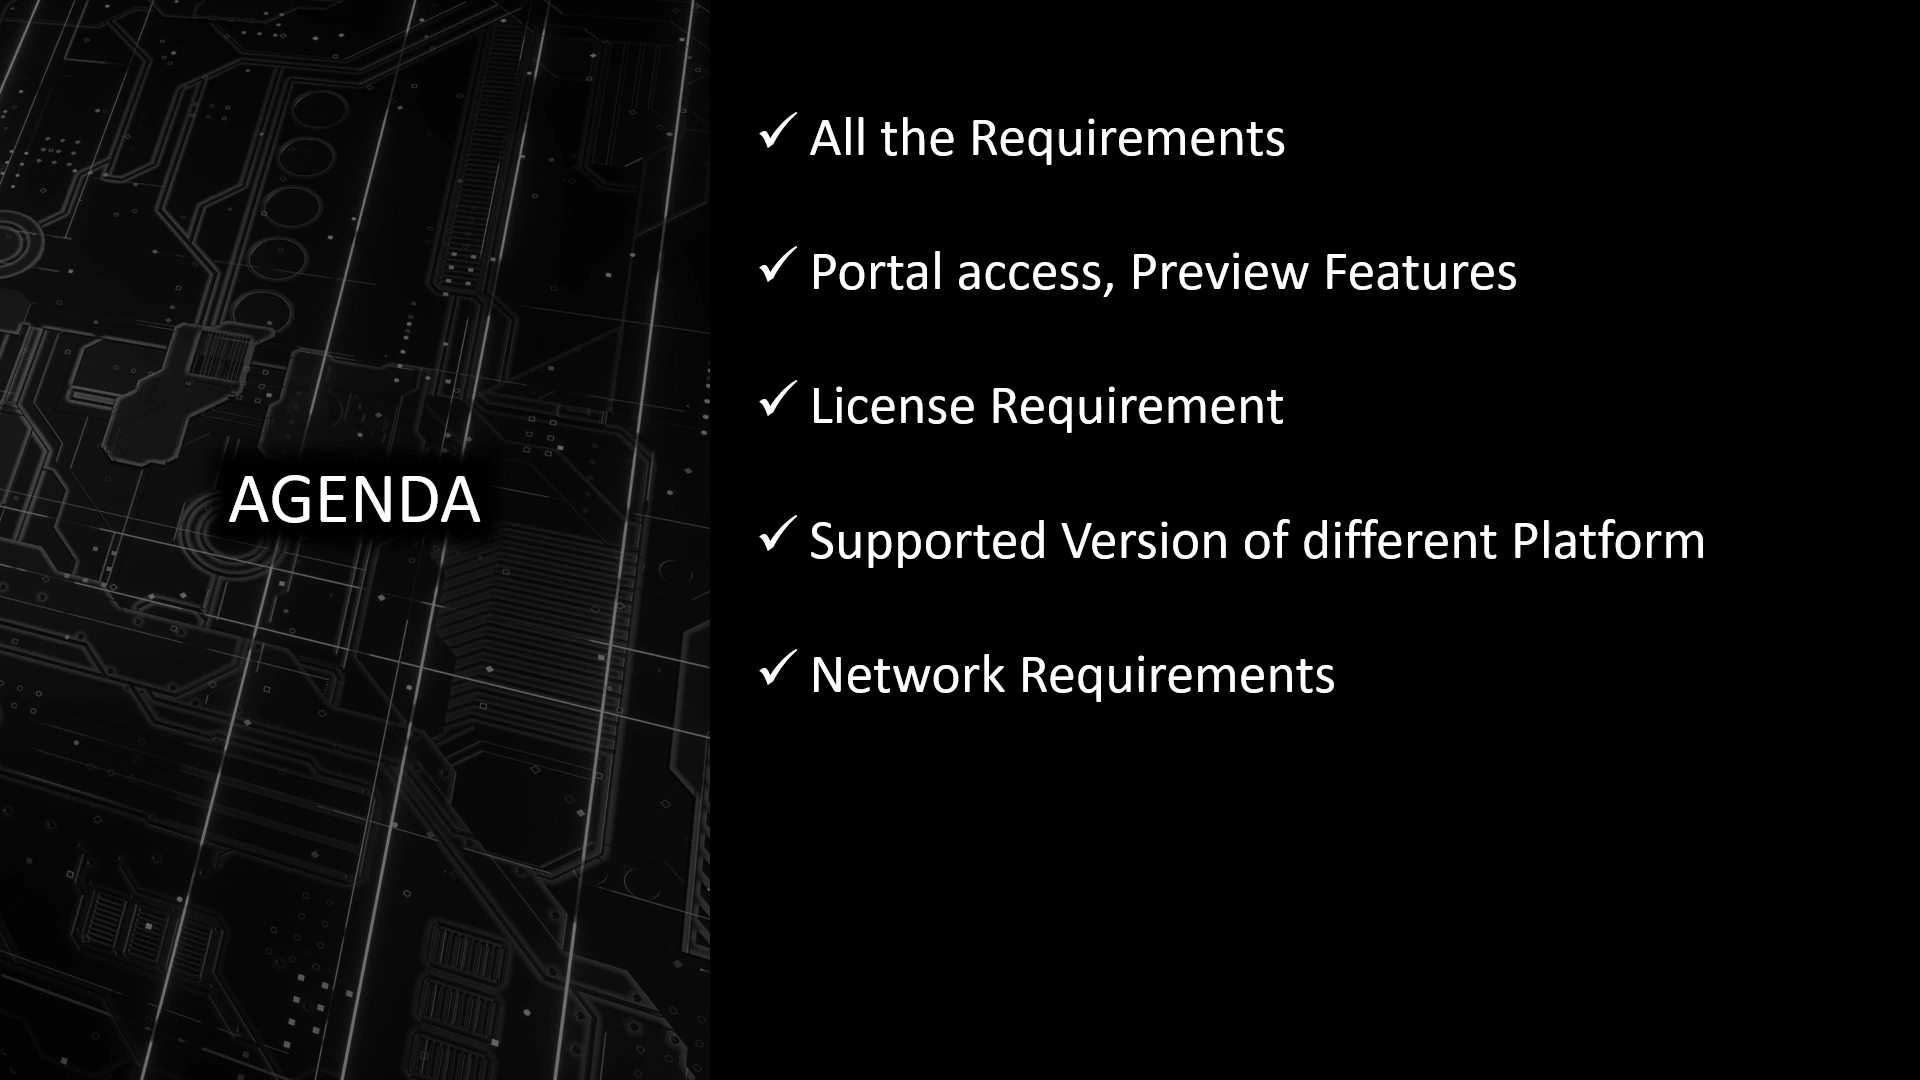 AGENDA
✓ All the Requirements
✓ Portal access, Preview Features
✓ License Requirement
✓ Supported Version of different Platform
✓ Network Requirements